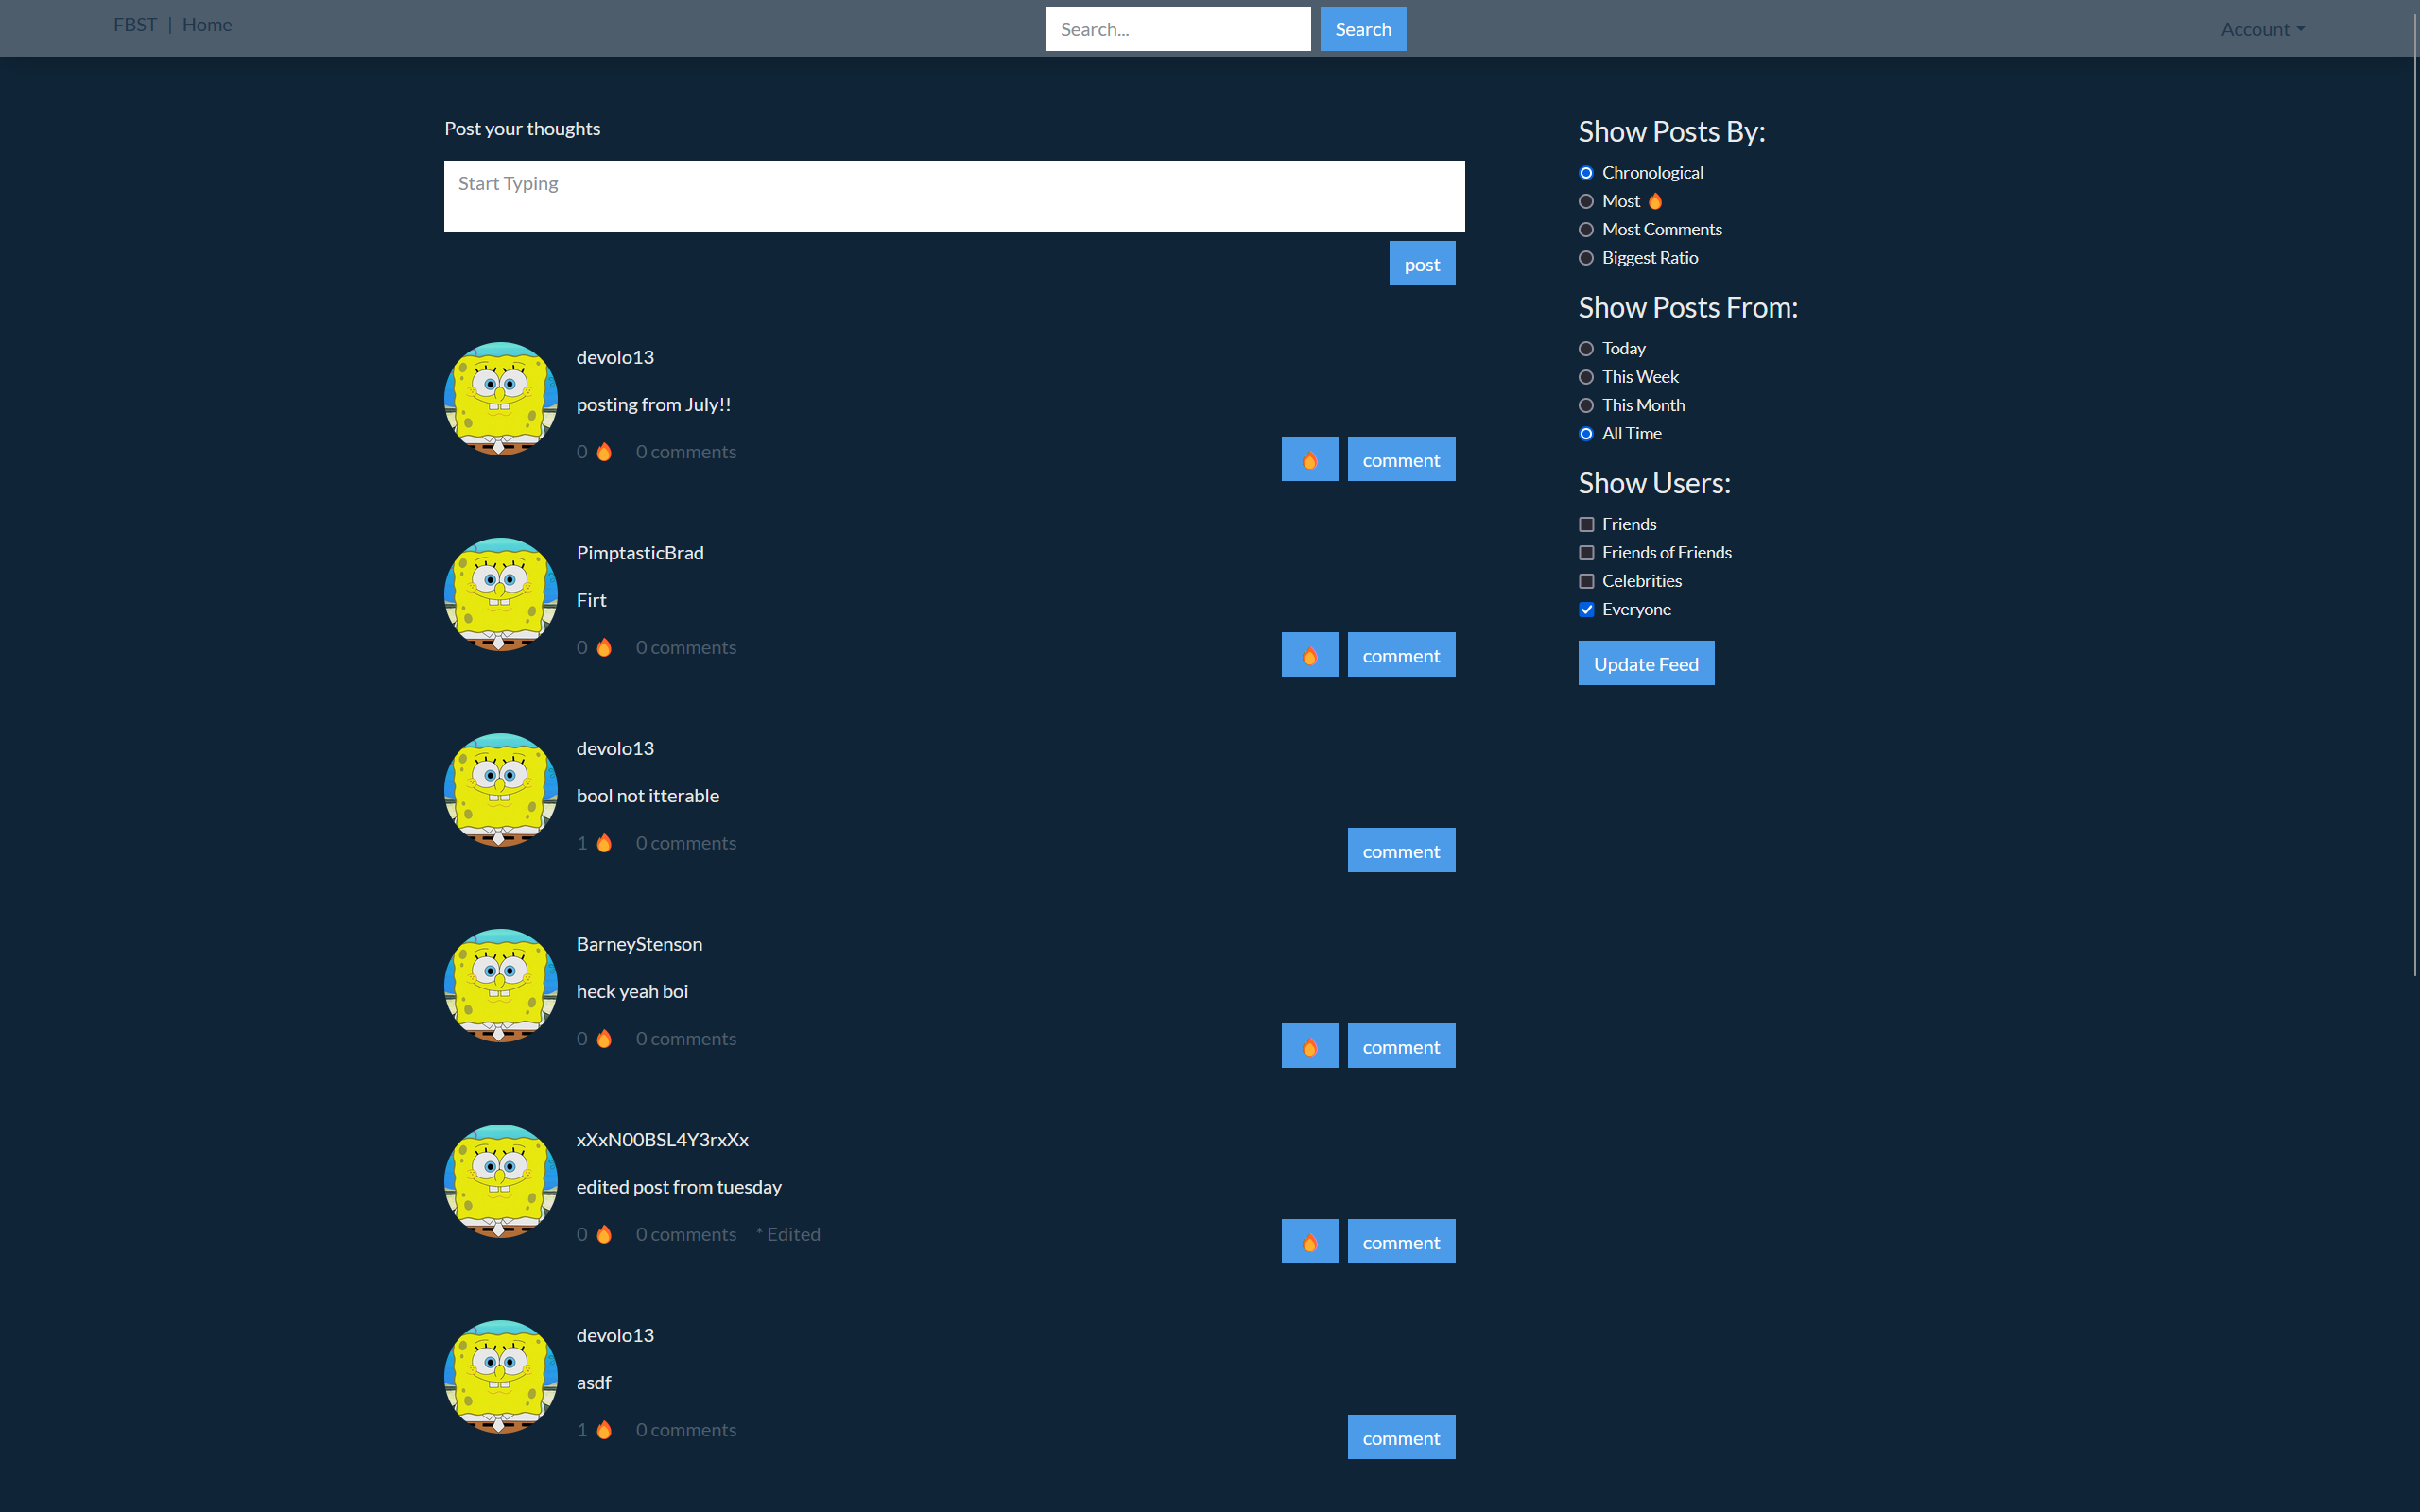 FBST | Home
Search...
Search
Account
Post your thoughts
Start Typing
post
devolo13
posting from July!!
0 🔥 0 comments
🔥 comment
PimptasticBrad
Firt
0 🔥 0 comments
🔥 comment
devolo13
bool not itterable
1 🔥 0 comments
comment
BarneyStenson
heck yeah boi
0 🔥 0 comments
🔥 comment
xXxN00BSL4Y3rxXx
edited post from tuesday
0 🔥 0 comments * Edited
🔥 comment
devolo13
asdf
1 🔥 0 comments
comment
Show Posts By:
Chronological
Most 🔥
Most Comments
Biggest Ratio
Show Posts From:
Today
This Week
This Month
All Time
Show Users:
Friends
Friends of Friends
Celebrities
Everyone
Update Feed